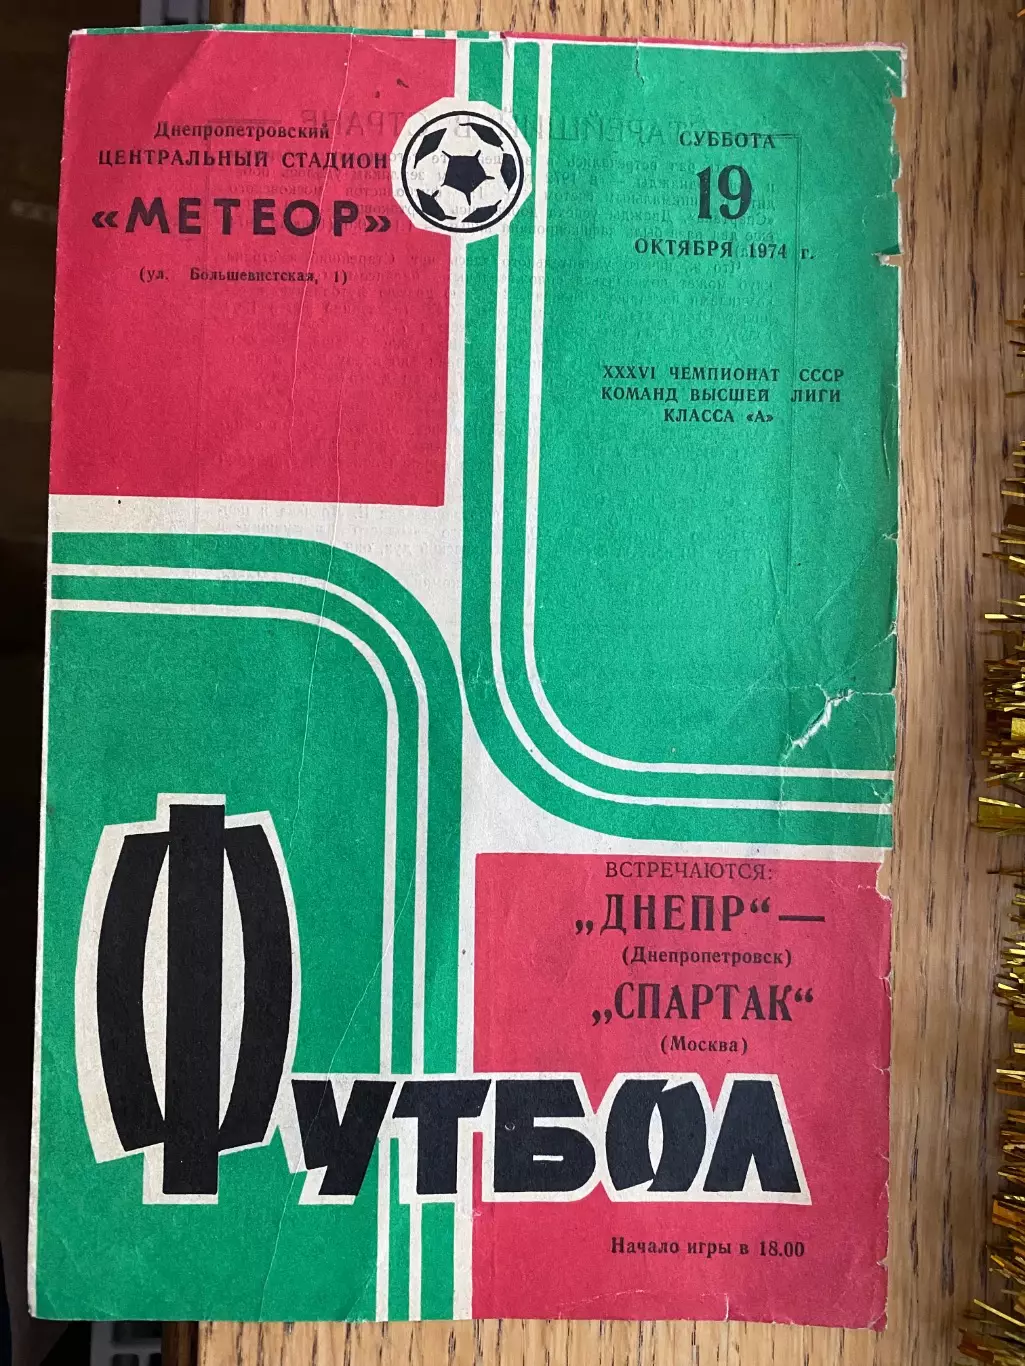 Днепропетровский
ЦЕНТРАЛЬНЫЙ СТАДИОН
«МЕТЕОР»
(ул. Большевистская, 1)
СУББОТА
19
ОКТЯБРЯ 1974 г.
XXXVI ЧЕМПИОНАТ СССР
КОМАНД ВЫСШЕЙ ЛИГИ
КЛАССА «А»
ВСТРЕЧАЮТСЯ:
„ДНЕПР“ —
(Днепропетровск)
„СПАРТАК“
(Москва)
ФУТБОЛ
Начало игры в 18.00